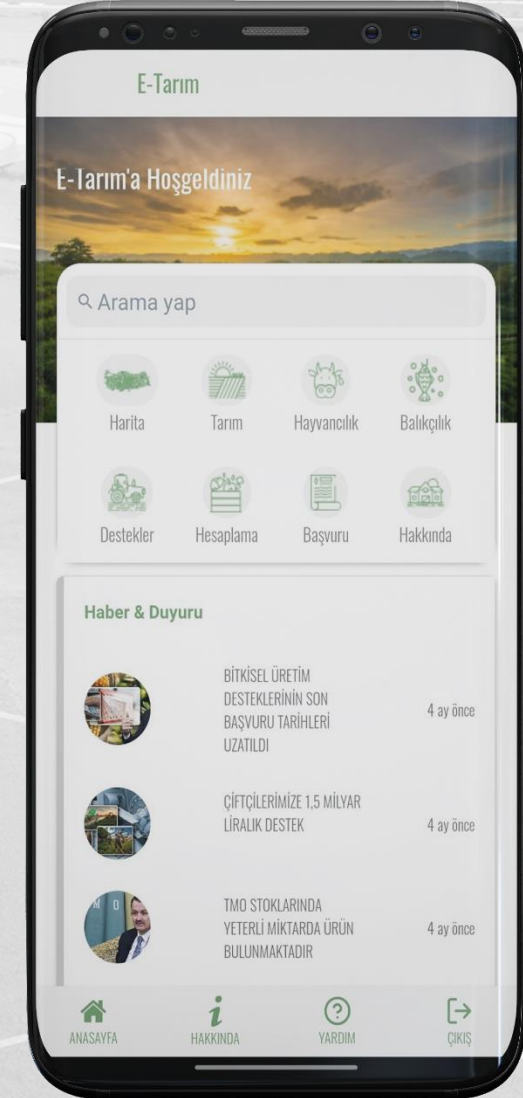 E-Tarım
E-Tarım'a Hoşgeldiniz
Arama yap
Harita Tarım Hayvancılık Balıkçılık
Destekler Hesaplama Başvuru Hakkında
Haber & Duyuru
BİTKİSEL ÜRETİM
DESTEKLERİNİN SON
BAŞVURU TARİHLERİ
UZATILDI
4 ay önce
ÇİFTÇİLERİMİZE 1,5 MİLYAR
LİRALIK DESTEK
4 ay önce
TMO STOKLARINDA
YETERLİ MİKTARDA ÜRÜN
BULUNMAKTADIR
4 ay önce
ANASAYFA HAKKINDA YARDIM ÇIKIŞ